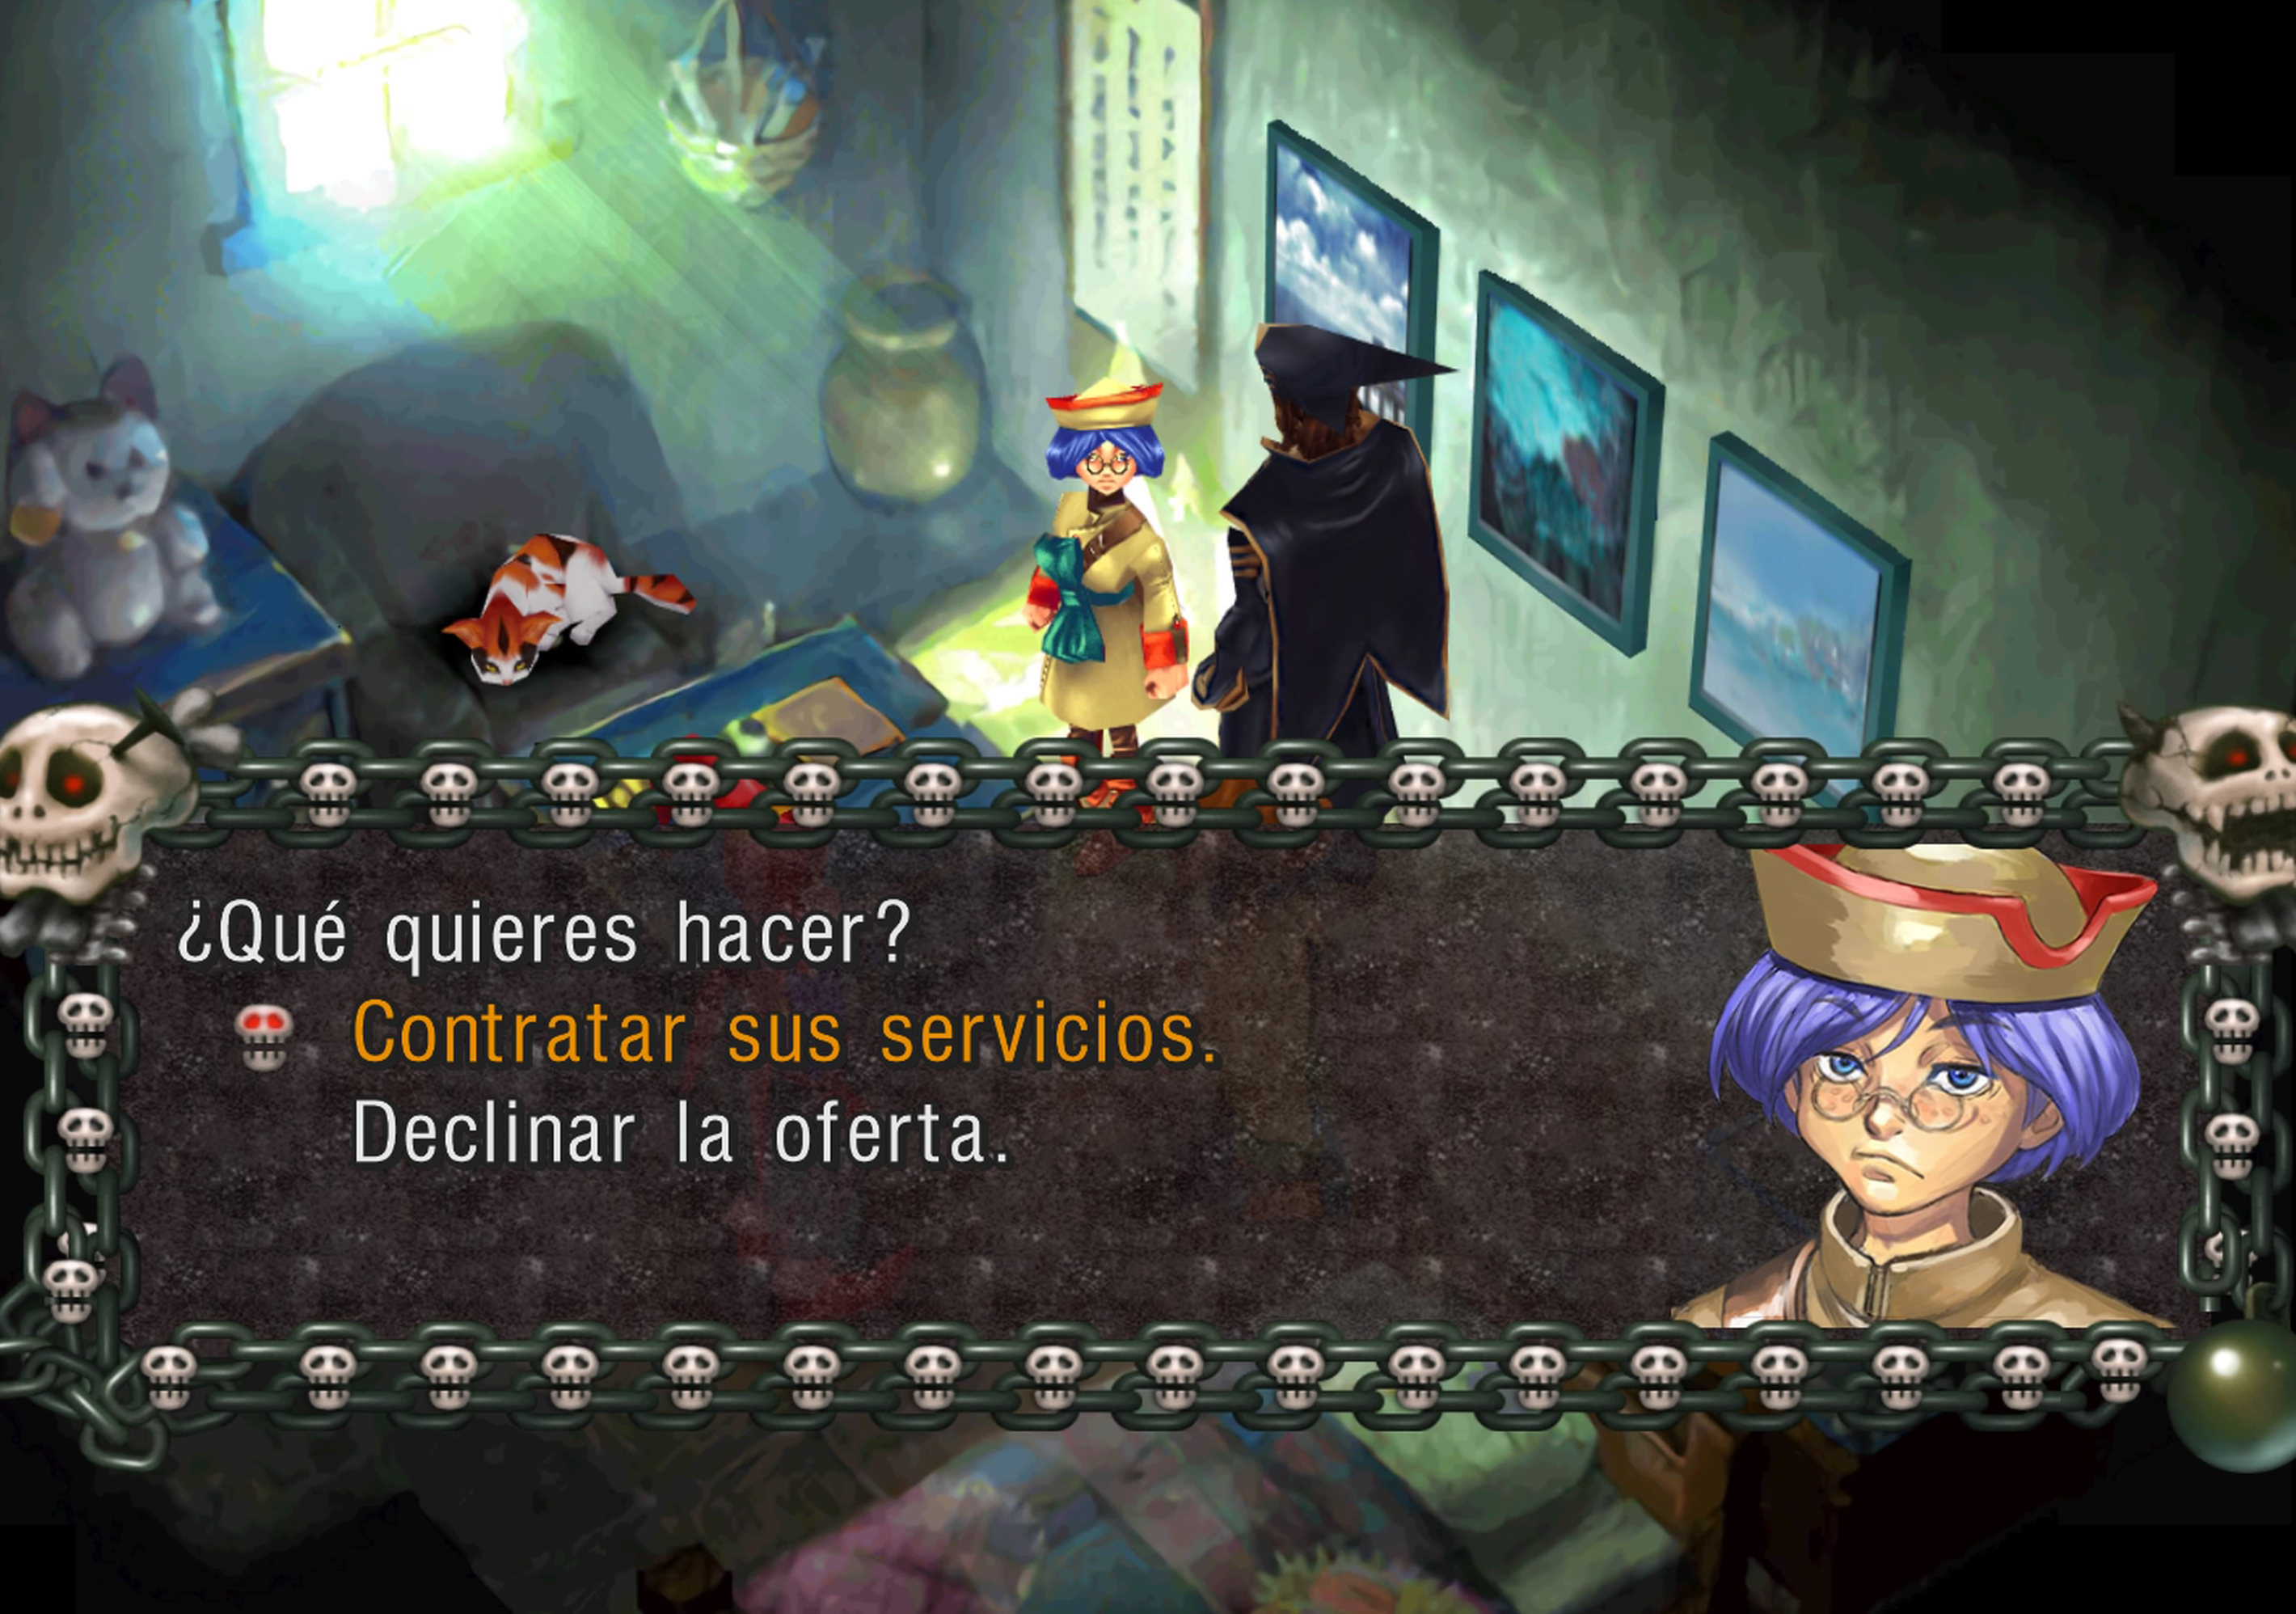 ¿Qué quieres hacer?
Contratar sus servicios.
Declinar la oferta.